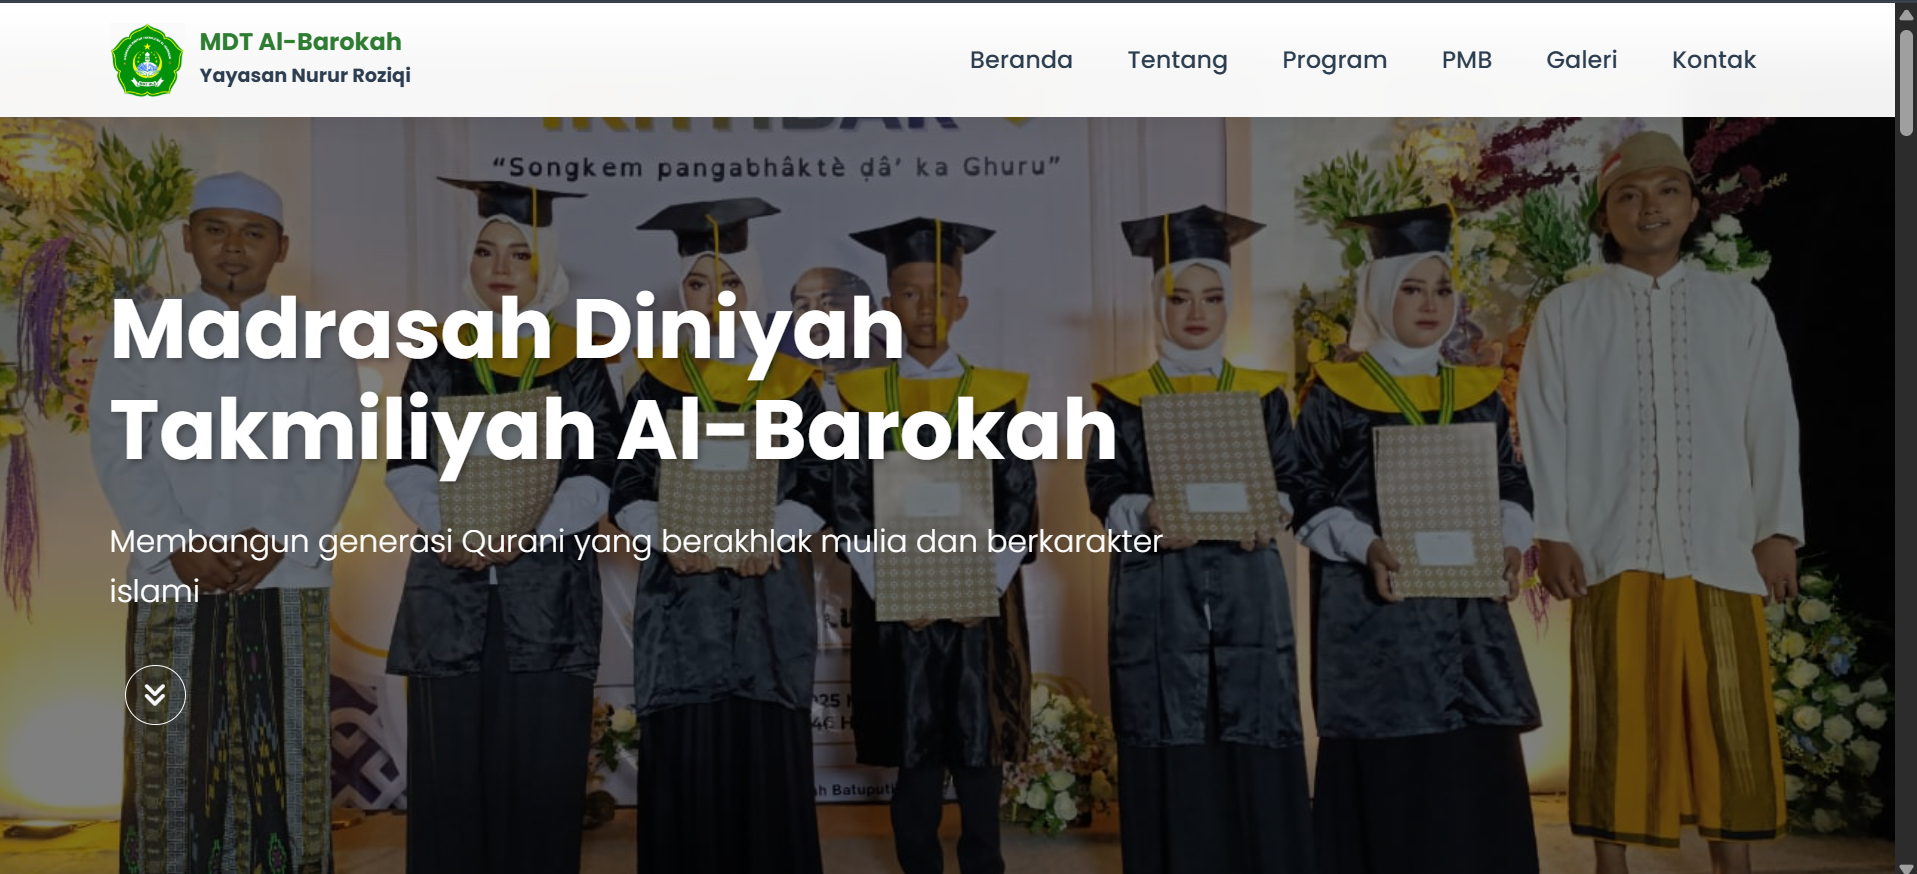 MDT Al-Barokah
Yayasan Nurur Roziqi
Beranda Tentang Program PMB Galeri Kontak
“Songkem pangabhâktè ḍâ’ ka Ghuru”
Madrasah Diniyah
Takmiliyah Al-Barokah
Membangun generasi Qurani yang berakhlak mulia dan berkarakter
islami